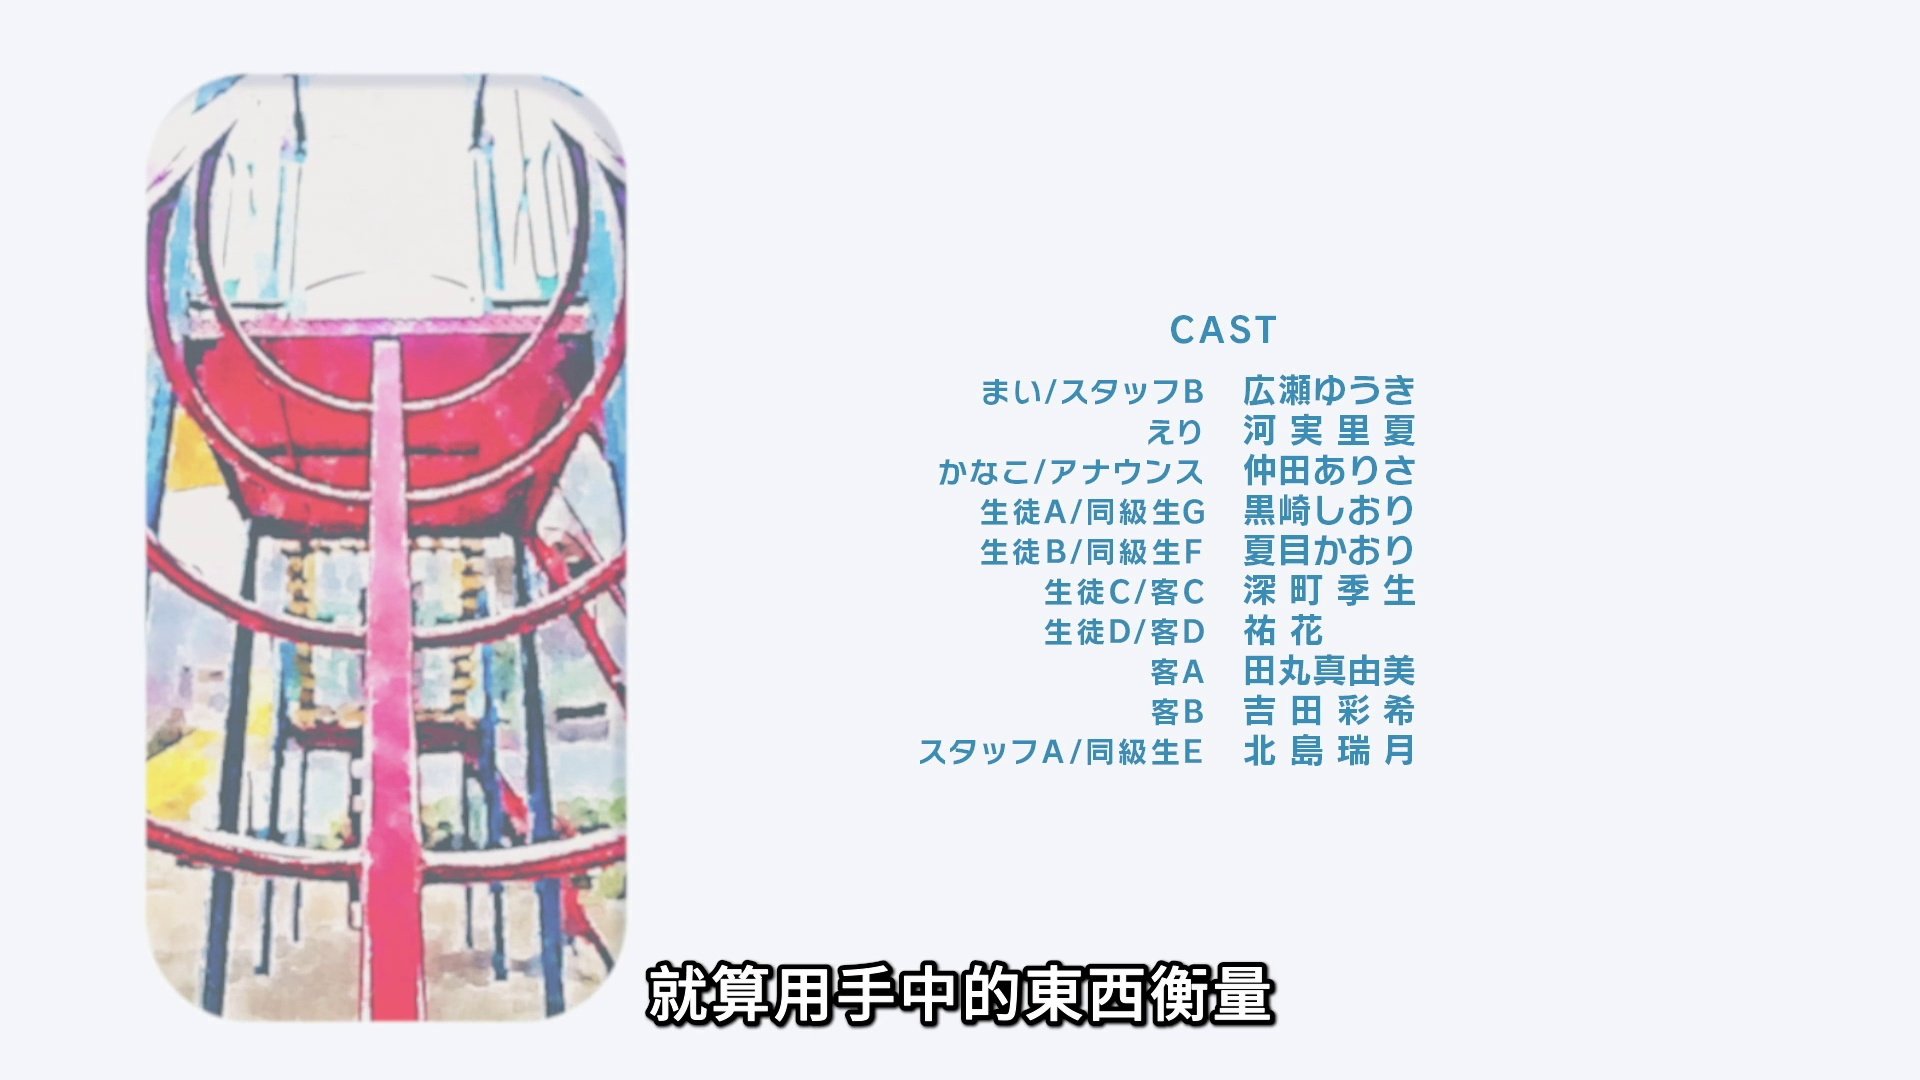 CAST
まい/スタッフB 広瀬ゆうき
えり 河実里夏
かなこ/アナウンス 仲田ありさ
生徒A/同級生G 黒崎しおり
生徒B/同級生F 夏目かおり
生徒C/客C 深町季生
生徒D/客D 祐花
客A 田丸真由美
客B 吉田彩希
スタッフA/同級生E 北島瑞月
就算用手中的東西衡量